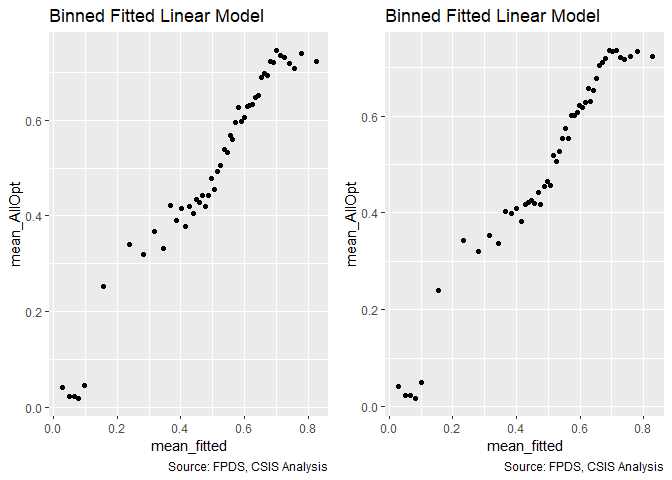 Binned Fitted Linear Model
mean_AllOpt
0.6
0.4
0.2
0.0
0.0 0.2 0.4 0.6 0.8
mean_fitted
Source: FPDS, CSIS Analysis
Binned Fitted Linear Model
mean_AllOpt
0.6
0.4
0.2
0.0
0.0 0.2 0.4 0.6 0.8
mean_fitted
Source: FPDS, CSIS Analysis